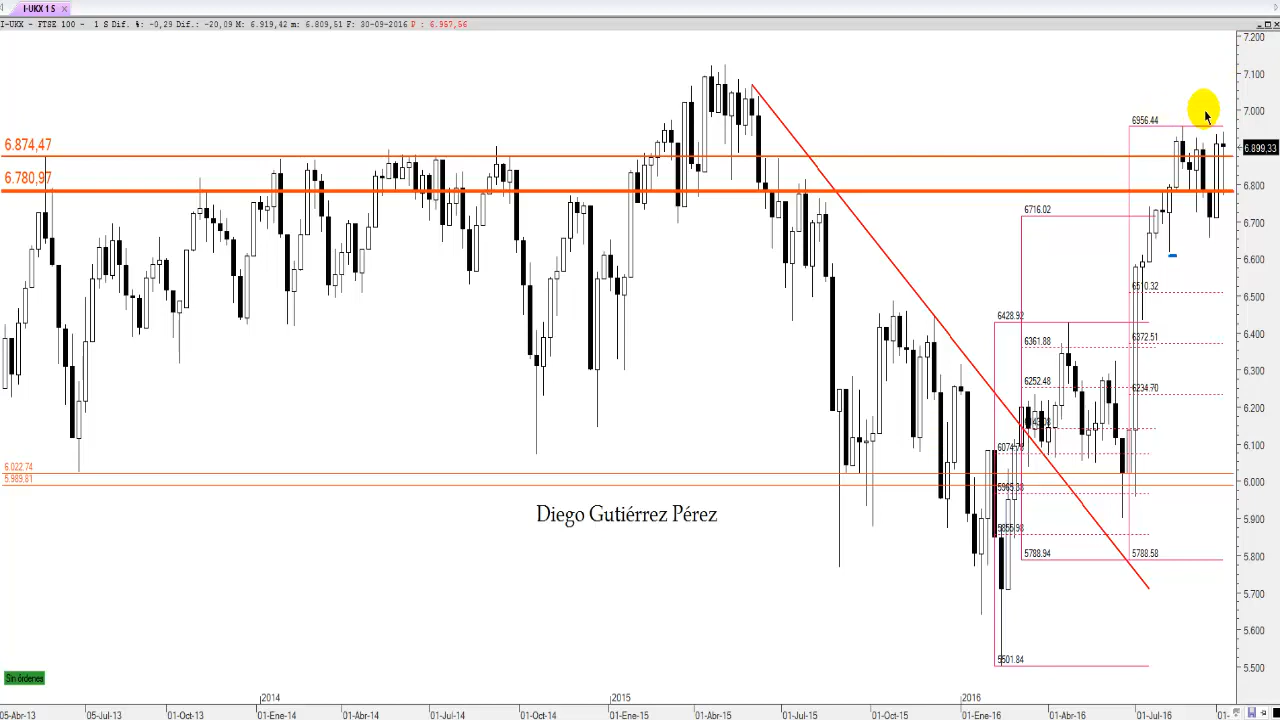 I-UKX 1 S
I-UKX - FTSE 100 - 1 S Dif. %: -0,29 Dif.: -20,09 M: 6.919,42 m: 6.809,51 F: 30-09-2016 P : 6.957,56
7.200
7.100
7.000
6956.44
6.874,47
6.899,33
6.780,97
6.800
6716.02
6.700
6.600
6510.32
6.500
6428.92
6.400
6361.88
6372.51
6.300
6252.48
6234.70
6.200
6.100
6.022.74
5.989,81
6.000
Diego Gutiérrez Pérez
5.900
5.800
5788.94
5788.58
5.700
5.600
5501.84
5.500
Sin órdenes
2014
2015
2016
05-Abr-13
05-Jul-13
01-Oct-13
01-Ene-14
01-Abr-14
01-Jul-14
01-Oct-14
01-Ene-15
01-Abr-15
01-Jul-15
01-Oct-15
01-Ene-16
01-Abr-16
01-Jul-16